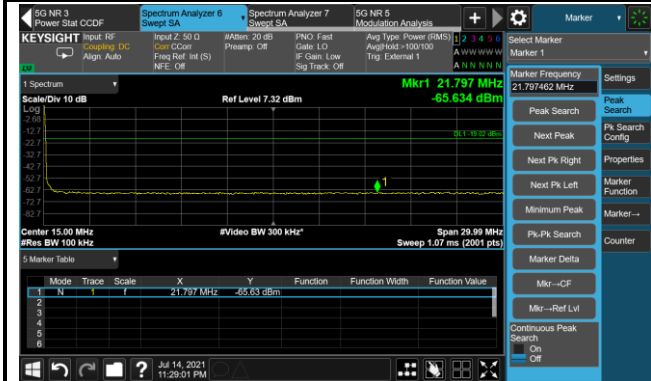 5G NR 3
Power Stat CCDF
Spectrum Analyzer 6
Swept SA
Spectrum Analyzer 7
Swept SA
5G NR 5
Modulation Analysis
Marker
KEYSIGHT
Input: RF
Coupling: DC
Align: Auto
Input Z: 50 Ω
Corr CCorr
Freq Ref: Int (S)
NFE: Off
#Atten: 20 dB
Preamp: Off
PNO: Fast
Gate: LO
IF Gain: Low
Sig Track: Off
Avg Type: Power (RMS)
Avg|Hold:>100/100
Trig: External 1
1 2 3 4 5 6
A W W W W W
A N N N N N
Select Marker
Marker 1
1 Spectrum
Scale/Div 10 dB
Ref Level 7.32 dBm
Mkr1 21.797 MHz
-65.634 dBm
Log
-2.68
-12.7
-22.7
-32.7
-42.7
-52.7
-62.7
-72.7
-82.7
DL1 -19.02 dBm
1
Center 15.00 MHz
#Res BW 100 kHz
#Video BW 300 kHz*
Span 29.99 MHz
Sweep 1.07 ms (2001 pts)
5 Marker Table
Mode Trace Scale X Y Function Function Width Function Value
1 N 1 f 21.797 MHz -65.63 dBm
2
3
4
5
6
Marker Frequency
21.797462 MHz
Peak Search
Next Peak
Next Pk Right
Next Pk Left
Minimum Peak
Pk-Pk Search
Marker Delta
Mkr→CF
Mkr→Ref Lvl
Continuous Peak
Search
On
Off
Settings
Peak
Search
Pk Search
Config
Properties
Marker
Function
Marker→
Counter
?
Jul 14, 2021
11:29:01 PM